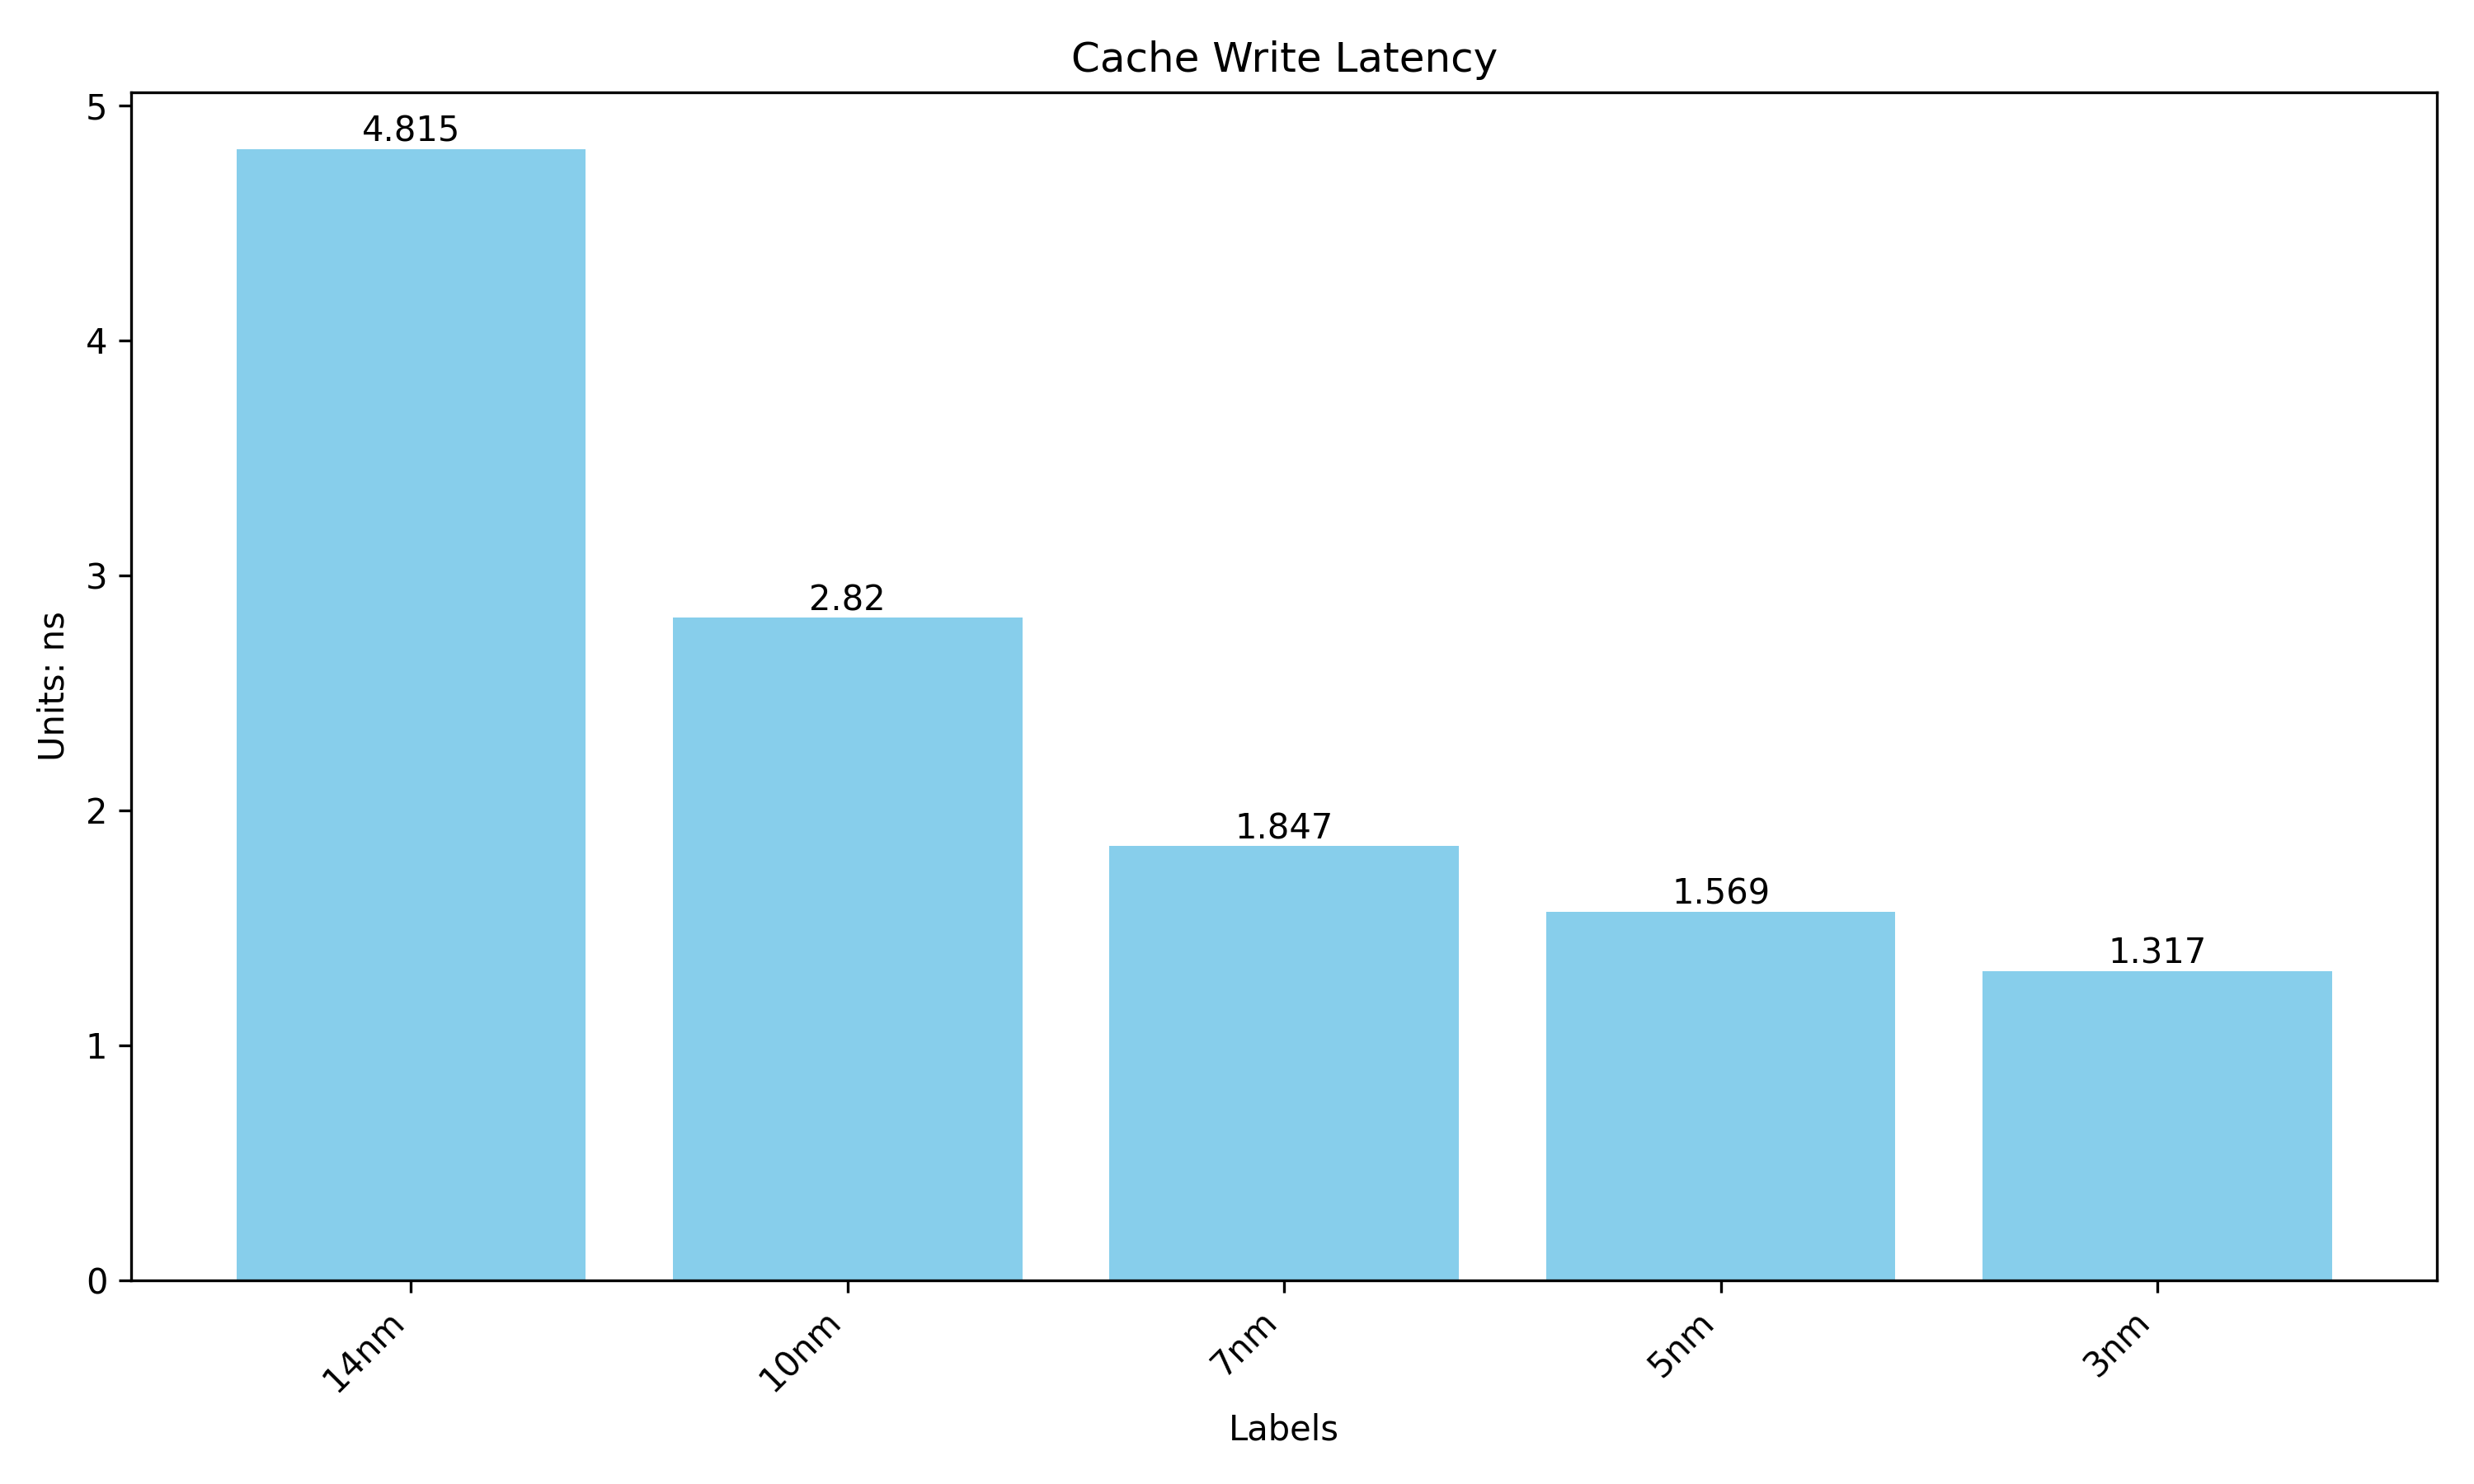 Cache Write Latency
Units: ns
5
4
3
2
1
0
4.815
2.82
1.847
1.569
1.317
14nm
10nm
7nm
5nm
3nm
Labels